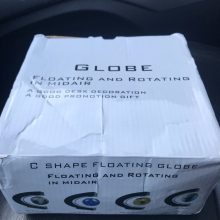 GLOBE
FLOATING AND ROTATING
IN MIDAIR
A GOOD DESK DECORATION
A GOOD PROMOTION GIFT
C SHAPE FLOATING GLOBE
FLOATING AND ROTATING
IN MIDAIR